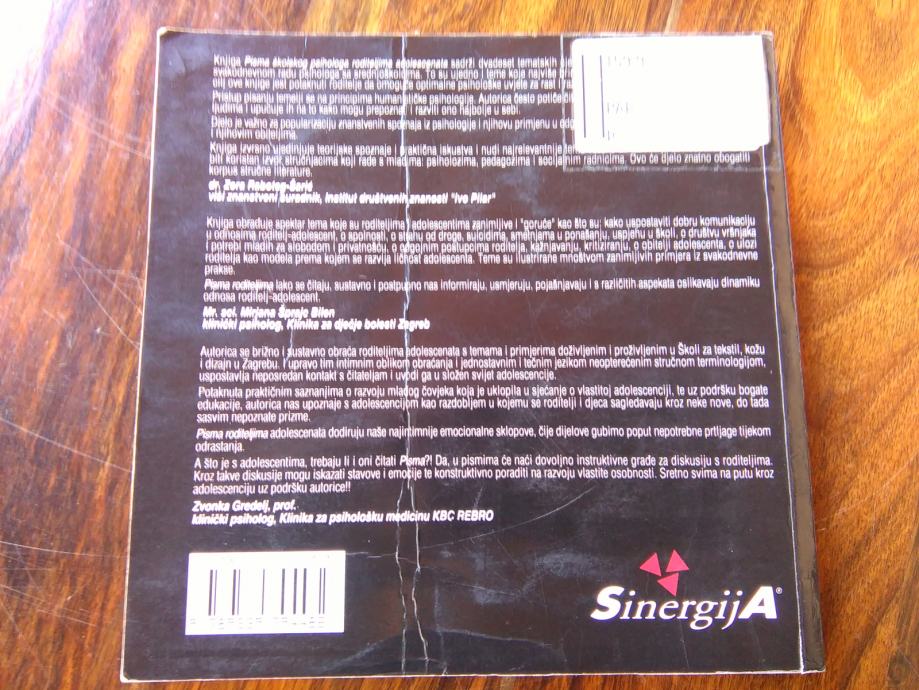 Knjiga Pisma školskog psihologa roditeljima adolescenata sadrži dvadeset tematskih
svakodnevnom radu psihologa sa srednjoškolcima. To su ujedno i teme koje najviše
cilj ove knjige jest potaknuti roditelje da omoguće optimalne psihološke uvjete za rast i
Pristup pisanju temelji se na principima humanističke psihologije. Autorica često potiče
ljudima i upućuje ih na to kako mogu prepoznati i razviti ono najbolje u sebi.
Djelo je važno za popularizaciju znanstvenih spoznaja iz psihologije i njihovu primjenu u
i njihovim obiteljima.
Knjiga izvrsno ujedinjuje teorijske spoznaje i praktična iskustva i nudi najrelevantnije
biti koristan izvor stručnjacima koji rade s mladima: psiholozima, pedagozima i socijalnim radnicima. Ovo će djelo znatno obogatiti
korpus stručne literature.
dr. Zora Raboteg-Šarić
viši znanstveni suradnik, Institut društvenih znanosti "Ivo Pilar"
Knjiga obrađuje spektar tema koje su roditeljima i adolescentima zanimljive i "goruće" kao što su: kako uspostaviti dobru komunikaciju
u odnosima roditelj-adolescent, o spolnosti, o strahu od droge, suicidima, smetnjama u ponašanju, uspjehu u školi, o društvu vršnjaka
i potrebi mladih za slobodom i privatnošću, o odgojnim postupcima roditelja, kažnjavanju, kritiziranju, o obitelji adolescenta, o ulozi
roditelja kao modela prema kojem se razvija ličnost adolescenta. Teme su ilustrirane mnoštvom zanimljivih primjera iz svakodnevne
prakse.
Pisma roditeljima lako se čitaju, sustavno i postupno nas informiraju, usmjeruju, pojašnjavaju i s različitih aspekata oslikavaju dinamiku
odnosa roditelj-adolescent.
Mr. sci. Mirjana Špraje Bilen
klinički psiholog, Klinika za dječje bolesti Zagreb
Autorica se brižno i sustavno obraća roditeljima adolescenata s temama i primjerima doživljenim i proživljenim u Školi za tekstil, kožu
i dizajn u Zagrebu. I upravo tim intimnim oblikom obraćanja i jednostavnim i tečnim jezikom neopterećenim stručnom terminologijom,
uspostavlja neposredan kontakt s čitateljem i uvodi ga u složen svijet adolescencije.
Potaknuta praktičnim saznanjima o razvoju mladog čovjeka koja je uklopila u sjećanje o vlastitoj adolescenciji, te uz podršku bogate
edukacije, autorica nas upoznaje s adolescencijom kao razdobljem u kojemu se roditelji i djeca sagledavaju kroz neke nove, do tada
sasvim nepoznate prizme.
Pisma roditeljima adolescenata dodiruju naše najintimnije emocionalne sklopove, čije dijelove gubimo poput nepotrebne prtljage tijekom
odrastanja.
A što je s adolescentima, trebaju li i oni čitati Pisma?! Da, u pismima će naći dovoljno instruktivne građe za diskusiju s roditeljima.
Kroz takve diskusije mogu iskazati stavove i emocije te konstruktivno poraditi na razvoju vlastite osobnosti. Sretno svima na putu kroz
adolescenciju uz podršku autorice!!
Zvonka Gredelj, prof.
klinički psiholog, Klinika za psihološku medicinu KBC REBRO
SinergijA®